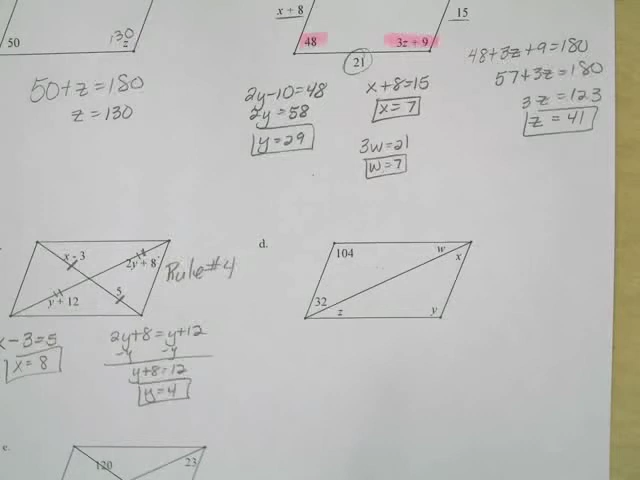 x + 8
15
50
130
z
48
3z + 9
21
50+z = 180
z = 130
2y-10=48
2y = 58
y = 29
x+8=15
x = 7
3w=21
w=7
48+3z+9=180
57+3z=180
3z = 123
z = 41
x - 3
2y + 8
y + 12
5
Rule #4
x-3=5
x = 8
2y+8 = y+12
-y -y
y+8=12
y=4
d.
104
w
x
32
z
y
e.
120
23